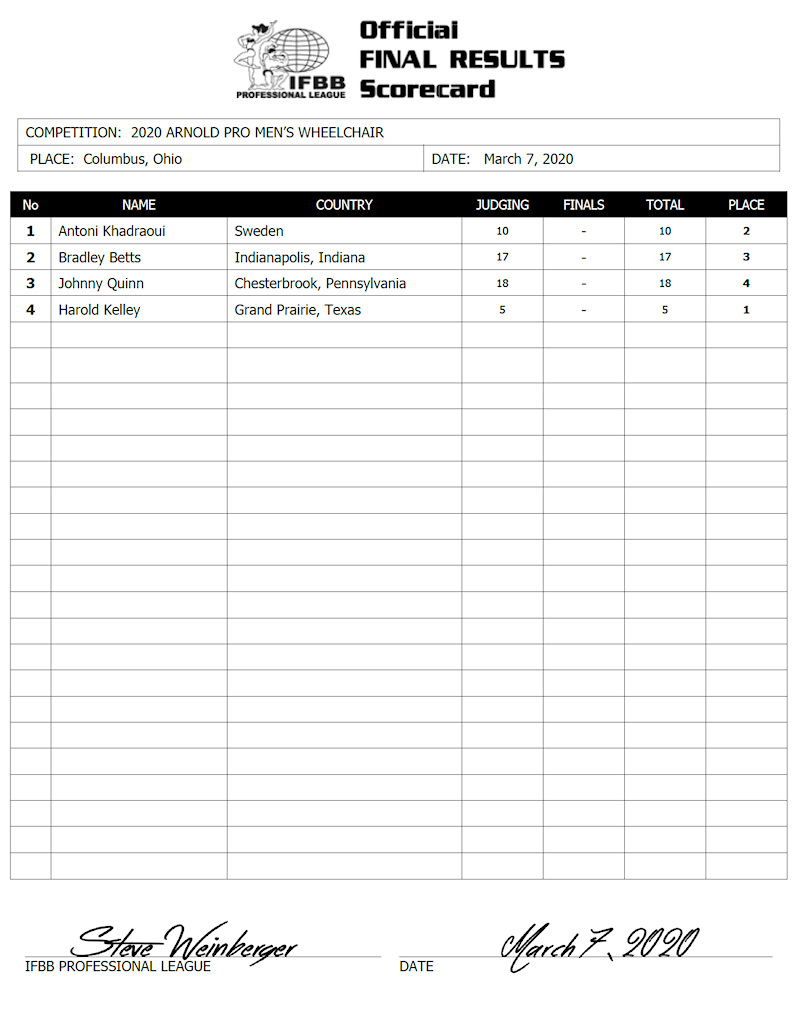 Official
FINAL RESULTS
Scorecard
IFBB
PROFESSIONAL LEAGUE
COMPETITION: 2020 ARNOLD PRO MEN'S WHEELCHAIR
PLACE: Columbus, Ohio DATE: March 7, 2020
No NAME COUNTRY JUDGING FINALS TOTAL PLACE
1 Antoni Khadraoui Sweden 10 - 10 2
2 Bradley Betts Indianapolis, Indiana 17 - 17 3
3 Johnny Quinn Chesterbrook, Pennsylvania 18 - 18 4
4 Harold Kelley Grand Prairie, Texas 5 - 5 1
Steve Weinberger March 7, 2020
IFBB PROFESSIONAL LEAGUE DATE